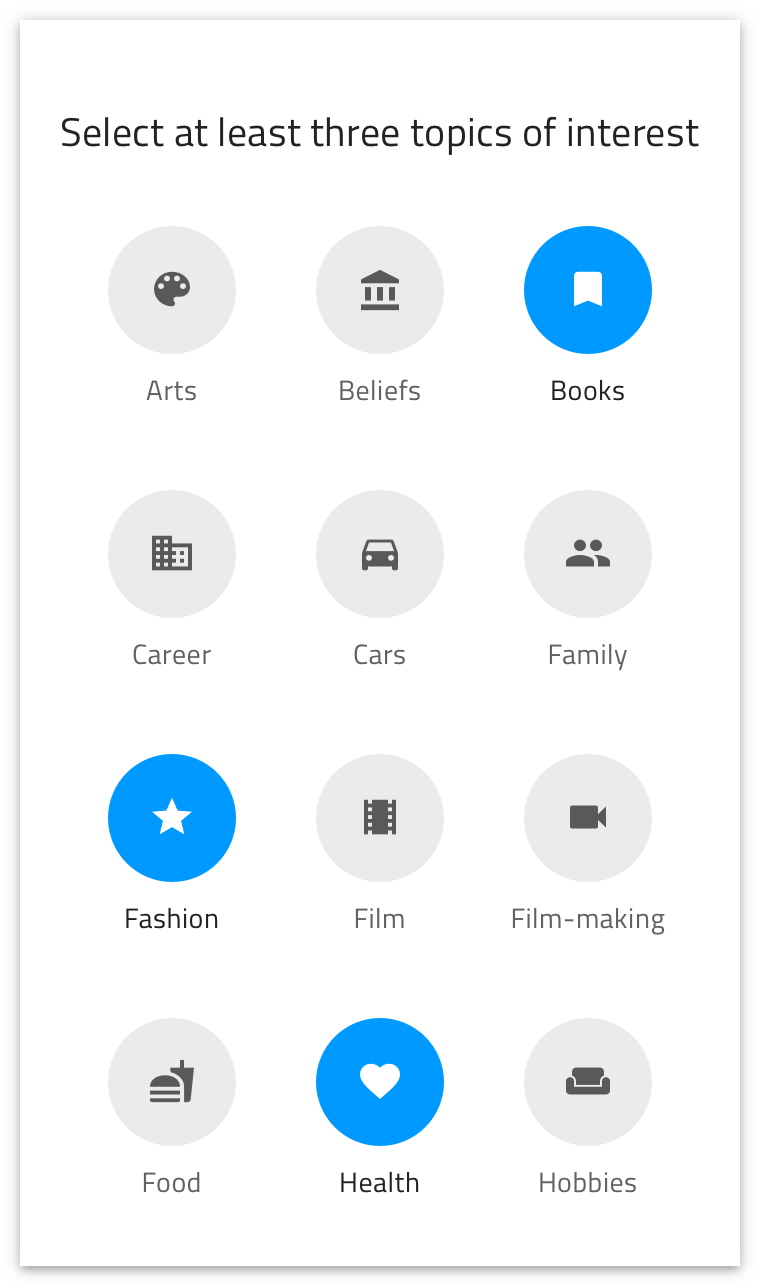 Select at least three topics of interest
Arts
Beliefs
Books
Career
Cars
Family
Fashion
Film
Film-making
Food
Health
Hobbies